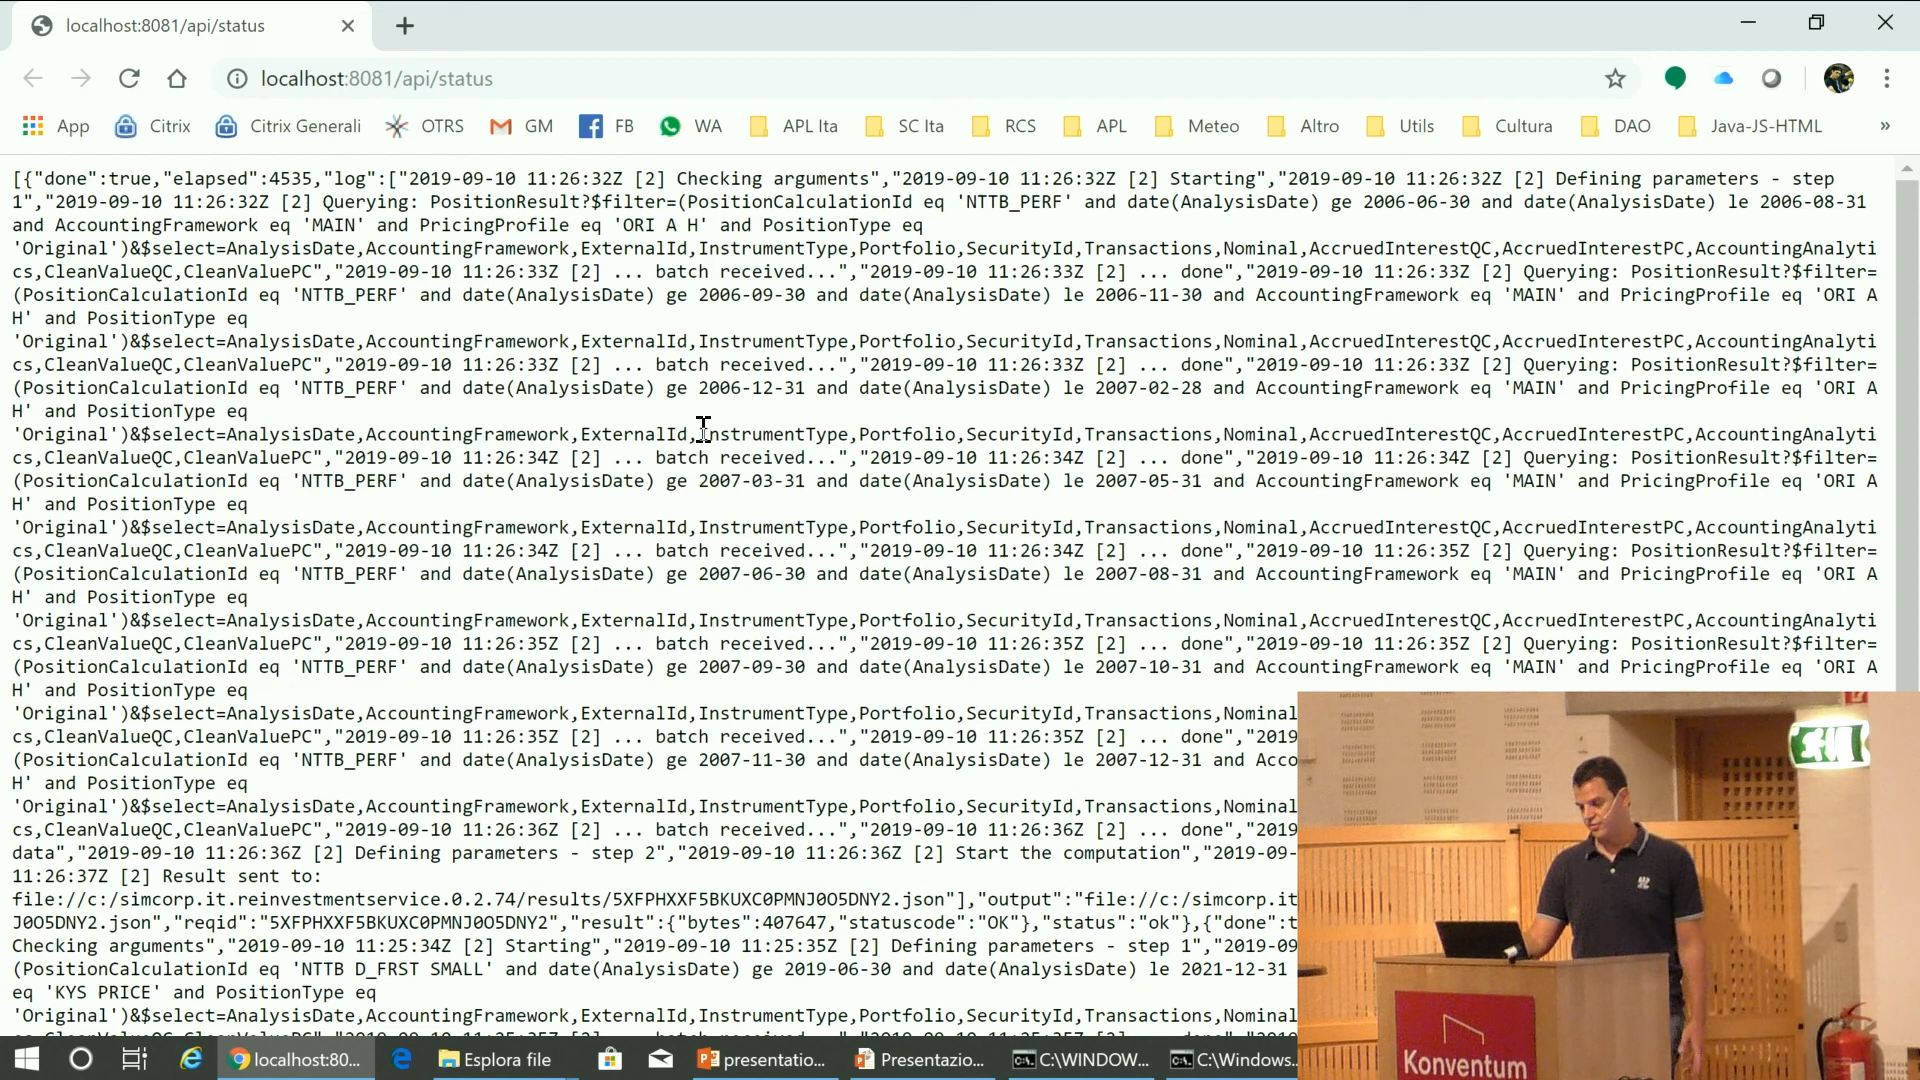 localhost:8081/api/status
localhost:8081/api/status
App Citrix Citrix Generali OTRS GM FB WA APL Ita SC Ita RCS APL Meteo Altro Utils Cultura DAO Java-JS-HTML »
[{"done":true,"elapsed":4535,"log":["2019-09-10 11:26:32Z [2] Checking arguments","2019-09-10 11:26:32Z [2] Starting","2019-09-10 11:26:32Z [2] Defining parameters - step
1","2019-09-10 11:26:32Z [2] Querying: PositionResult?$filter=(PositionCalculationId eq 'NTTB_PERF' and date(AnalysisDate) ge 2006-06-30 and date(AnalysisDate) le 2006-08-31
and AccountingFramework eq 'MAIN' and PricingProfile eq 'ORI A H' and PositionType eq
'Original')&$select=AnalysisDate,AccountingFramework,ExternalId,InstrumentType,Portfolio,SecurityId,Transactions,Nominal,AccruedInterestQC,AccruedInterestPC,AccountingAnalyti
cs,CleanValueQC,CleanValuePC","2019-09-10 11:26:33Z [2] ... batch received...","2019-09-10 11:26:33Z [2] ... done","2019-09-10 11:26:33Z [2] Querying: PositionResult?$filter=
(PositionCalculationId eq 'NTTB_PERF' and date(AnalysisDate) ge 2006-09-30 and date(AnalysisDate) le 2006-11-30 and AccountingFramework eq 'MAIN' and PricingProfile eq 'ORI A
H' and PositionType eq
'Original')&$select=AnalysisDate,AccountingFramework,ExternalId,InstrumentType,Portfolio,SecurityId,Transactions,Nominal,AccruedInterestQC,AccruedInterestPC,AccountingAnalyti
cs,CleanValueQC,CleanValuePC","2019-09-10 11:26:33Z [2] ... batch received...","2019-09-10 11:26:33Z [2] ... done","2019-09-10 11:26:33Z [2] Querying: PositionResult?$filter=
(PositionCalculationId eq 'NTTB_PERF' and date(AnalysisDate) ge 2006-12-31 and date(AnalysisDate) le 2007-02-28 and AccountingFramework eq 'MAIN' and PricingProfile eq 'ORI A
H' and PositionType eq
'Original')&$select=AnalysisDate,AccountingFramework,ExternalId,InstrumentType,Portfolio,SecurityId,Transactions,Nominal,AccruedInterestQC,AccruedInterestPC,AccountingAnalyti
cs,CleanValueQC,CleanValuePC","2019-09-10 11:26:34Z [2] ... batch received...","2019-09-10 11:26:34Z [2] ... done","2019-09-10 11:26:34Z [2] Querying: PositionResult?$filter=
(PositionCalculationId eq 'NTTB_PERF' and date(AnalysisDate) ge 2007-03-31 and date(AnalysisDate) le 2007-05-31 and AccountingFramework eq 'MAIN' and PricingProfile eq 'ORI A
H' and PositionType eq
'Original')&$select=AnalysisDate,AccountingFramework,ExternalId,InstrumentType,Portfolio,SecurityId,Transactions,Nominal,AccruedInterestQC,AccruedInterestPC,AccountingAnalyti
cs,CleanValueQC,CleanValuePC","2019-09-10 11:26:34Z [2] ... batch received...","2019-09-10 11:26:34Z [2] ... done","2019-09-10 11:26:35Z [2] Querying: PositionResult?$filter=
(PositionCalculationId eq 'NTTB_PERF' and date(AnalysisDate) ge 2007-06-30 and date(AnalysisDate) le 2007-08-31 and AccountingFramework eq 'MAIN' and PricingProfile eq 'ORI A
H' and PositionType eq
'Original')&$select=AnalysisDate,AccountingFramework,ExternalId,InstrumentType,Portfolio,SecurityId,Transactions,Nominal,AccruedInterestQC,AccruedInterestPC,AccountingAnalyti
cs,CleanValueQC,CleanValuePC","2019-09-10 11:26:35Z [2] ... batch received...","2019-09-10 11:26:35Z [2] ... done","2019-09-10 11:26:35Z [2] Querying: PositionResult?$filter=
(PositionCalculationId eq 'NTTB_PERF' and date(AnalysisDate) ge 2007-09-30 and date(AnalysisDate) le 2007-10-31 and AccountingFramework eq 'MAIN' and PricingProfile eq 'ORI A
H' and PositionType eq
'Original')&$select=AnalysisDate,AccountingFramework,ExternalId,InstrumentType,Portfolio,SecurityId,Transactions,Nominal
cs,CleanValueQC,CleanValuePC","2019-09-10 11:26:35Z [2] ... batch received...","2019-09-10 11:26:35Z [2] ... done","2019
(PositionCalculationId eq 'NTTB_PERF' and date(AnalysisDate) ge 2007-11-30 and date(AnalysisDate) le 2007-12-31 and Acco
H' and PositionType eq
'Original')&$select=AnalysisDate,AccountingFramework,ExternalId,InstrumentType,Portfolio,SecurityId,Transactions,Nominal
cs,CleanValueQC,CleanValuePC","2019-09-10 11:26:36Z [2] ... batch received...","2019-09-10 11:26:36Z [2] ... done","2019
data","2019-09-10 11:26:36Z [2] Defining parameters - step 2","2019-09-10 11:26:36Z [2] Start the computation","2019-09-
11:26:37Z [2] Result sent to:
file://c:/simcorp.it.reinvestmentservice.0.2.74/results/5XFPHXXF5BKUXC0PMNJ0O5DNY2.json"],"output":"file://c:/simcorp.it
J0O5DNY2.json","reqid":"5XFPHXXF5BKUXC0PMNJ0O5DNY2","result":{"bytes":407647,"statuscode":"OK"},"status":"ok"},{"done":t
Checking arguments","2019-09-10 11:25:34Z [2] Starting","2019-09-10 11:25:35Z [2] Defining parameters - step 1","2019-09
(PositionCalculationId eq 'NTTB D_FRST SMALL' and date(AnalysisDate) ge 2019-06-30 and date(AnalysisDate) le 2021-12-31
eq 'KYS PRICE' and PositionType eq
'Original')&$select=AnalysisDate,AccountingFramework,ExternalId,InstrumentType,Portfolio,SecurityId,Transactions,Nominal
Konventum
localhost:80... Esplora file presentatio... Presentazio... C:\WINDOW... C:\Windows...